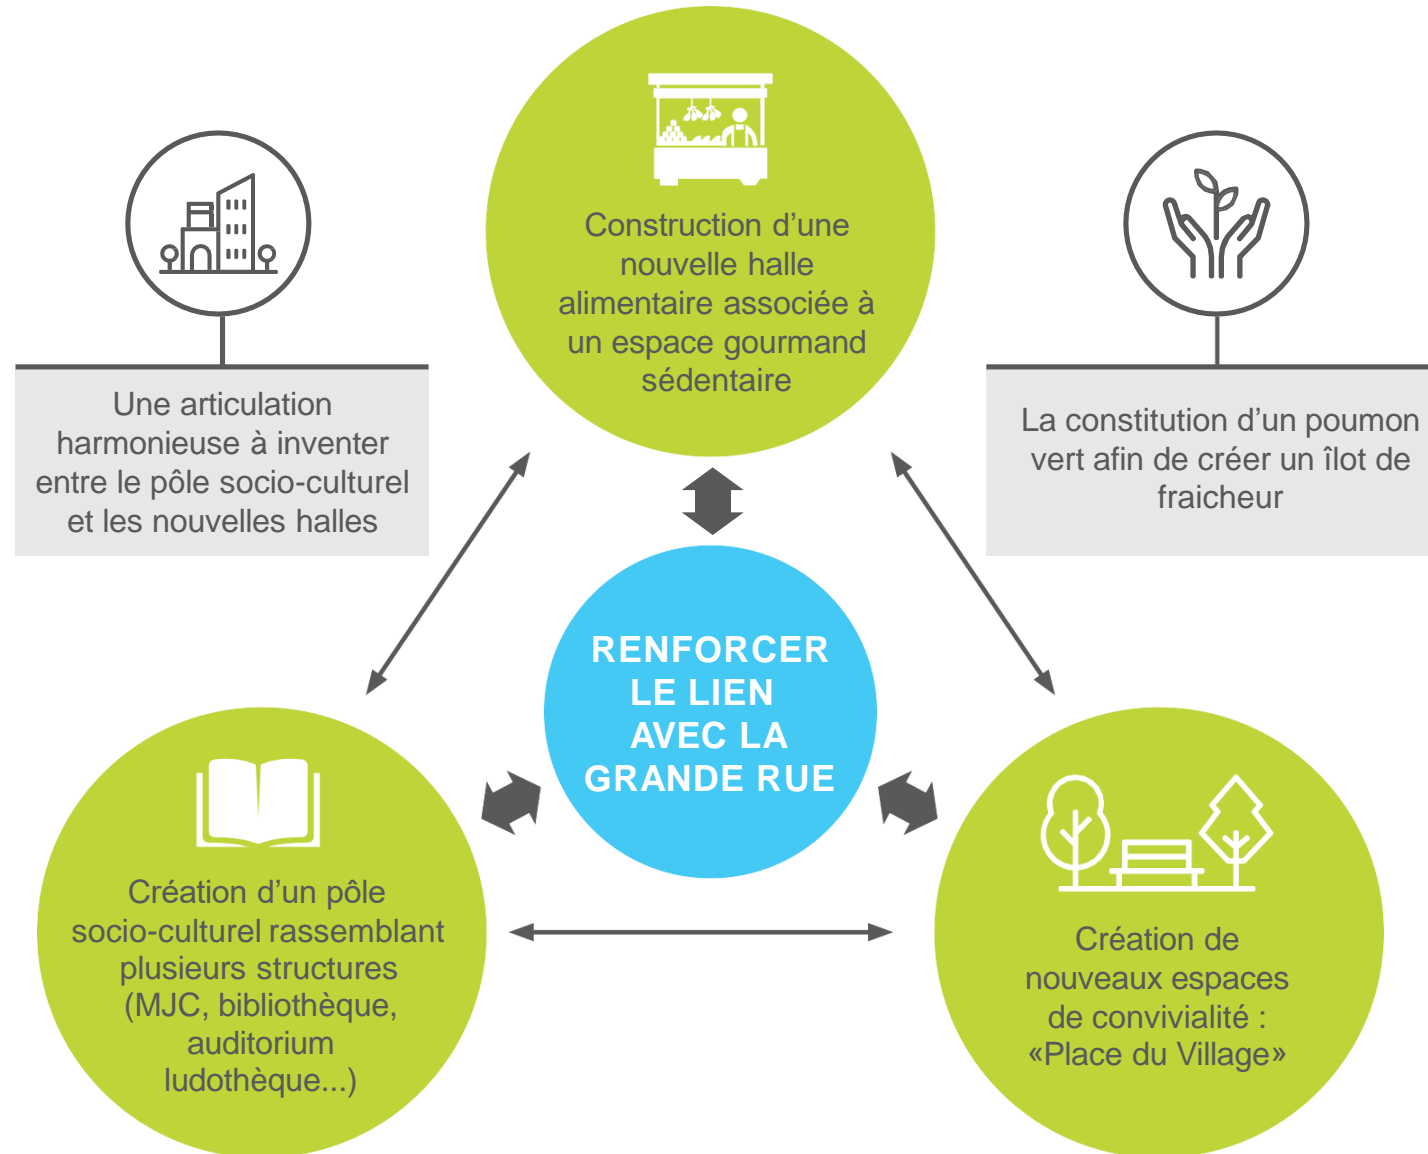 Construction d’une
nouvelle halle
alimentaire associée à
un espace gourmand
sédentaire
Une articulation
harmonieuse à inventer
entre le pôle socio-culturel
et les nouvelles halles
La constitution d’un poumon
vert afin de créer un îlot de
fraicheur
RENFORCER
LE LIEN
AVEC LA
GRANDE RUE
Création d’un pôle
socio-culturel rassemblant
plusieurs structures
(MJC, bibliothèque,
auditorium
ludothèque...)
Création de
nouveaux espaces
de convivialité :
«Place du Village»